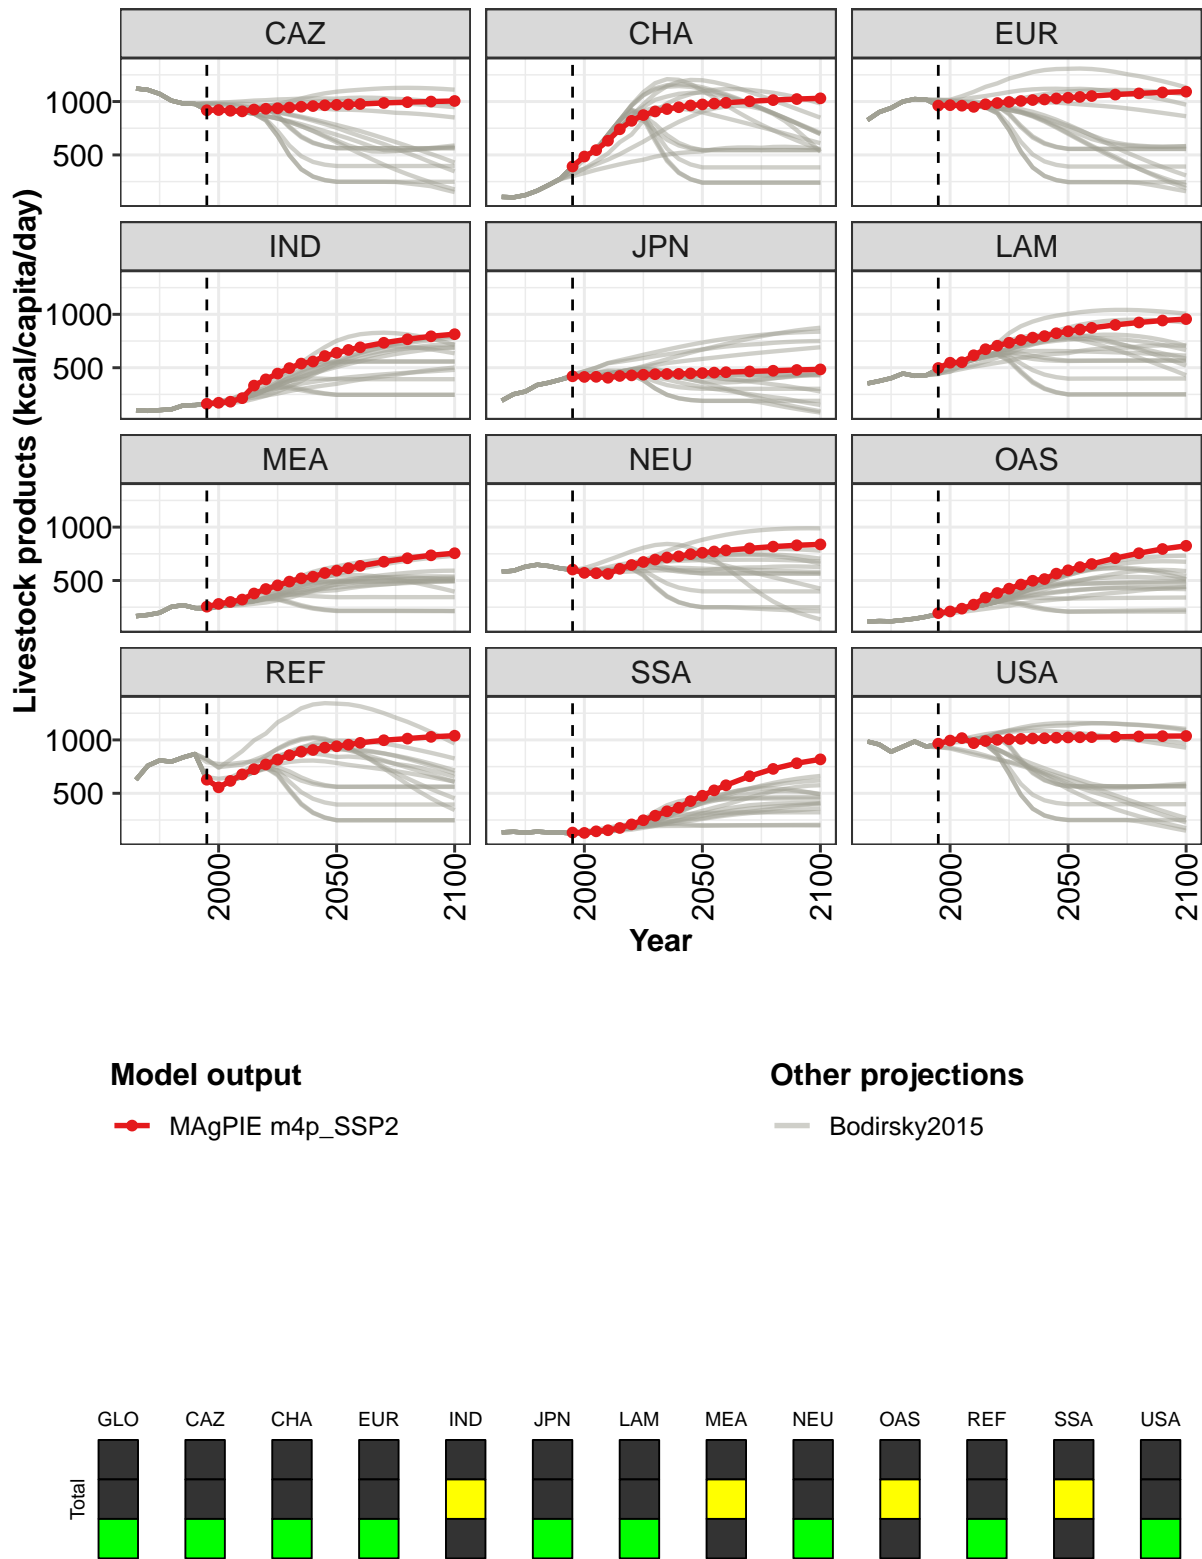 CAZ CHA EUR
1000
500
IND JPN LAM
1000
500
MEA NEU OAS
1000
500
REF SSA USA
1000
500
Livestock products (kcal/capita/day)
2000 2050 2100 2000 2050 2100 2000 2050 2100
Year
Model output Other projections
MAgPIE m4p_SSP2 Bodirsky2015
GLO CAZ CHA EUR IND JPN LAM MEA NEU OAS REF SSA USA
Total